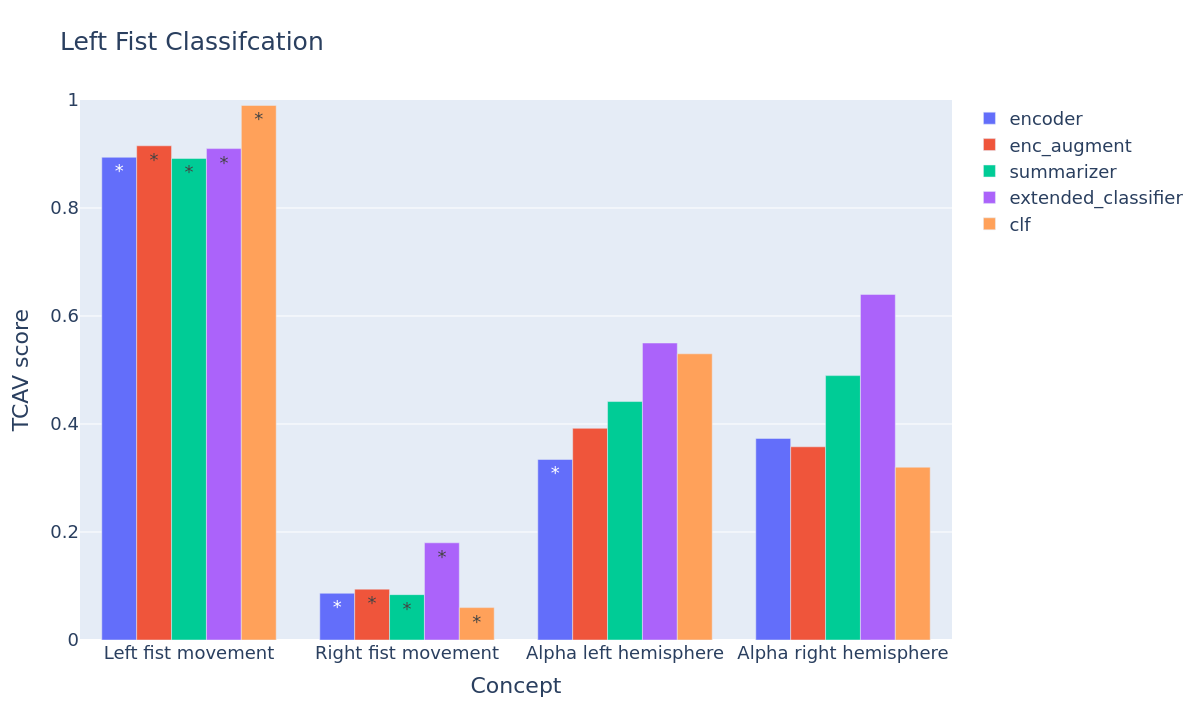 Left Fist Classifcation
encoder
enc_augment
summarizer
extended_classifier
clf
TCAV score
1
0.8
0.6
0.4
0.2
0
* * * * *
* * * * *
*
Left fist movement Right fist movement Alpha left hemisphere Alpha right hemisphere
Concept